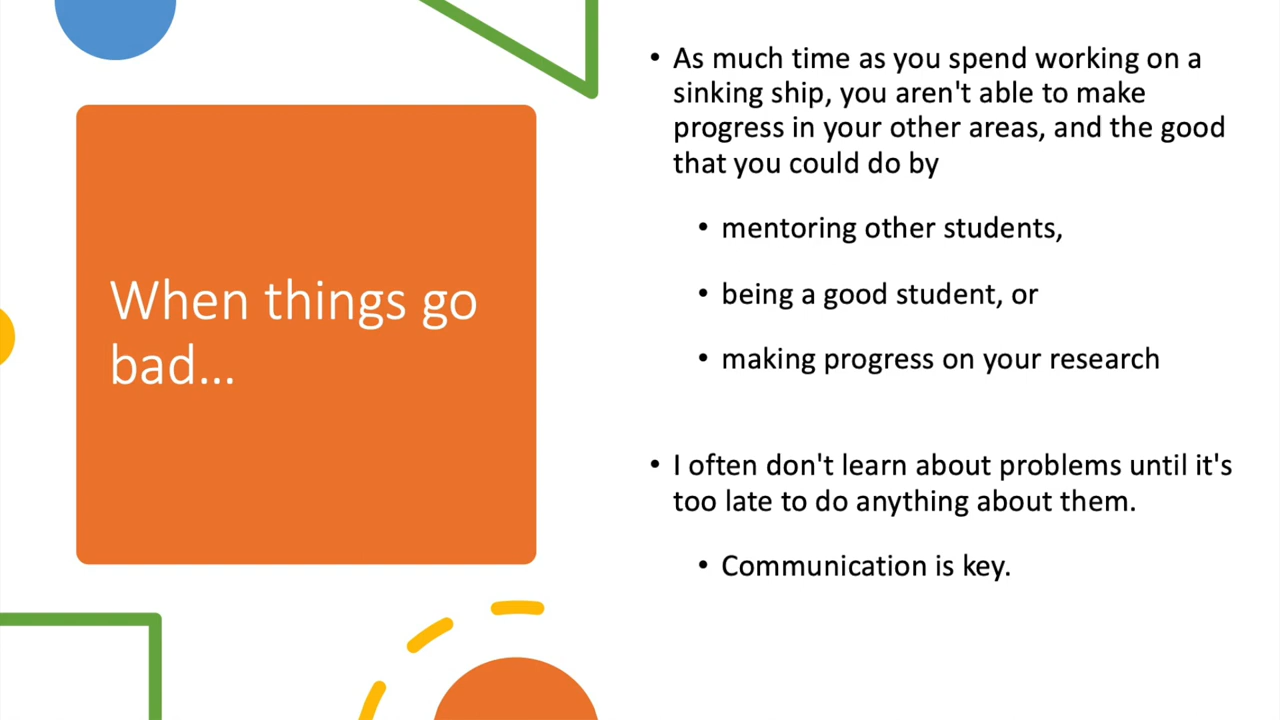 When things go
bad...
• As much time as you spend working on a
sinking ship, you aren't able to make
progress in your other areas, and the good
that you could do by
• mentoring other students,
• being a good student, or
• making progress on your research
• I often don't learn about problems until it's
too late to do anything about them.
• Communication is key.